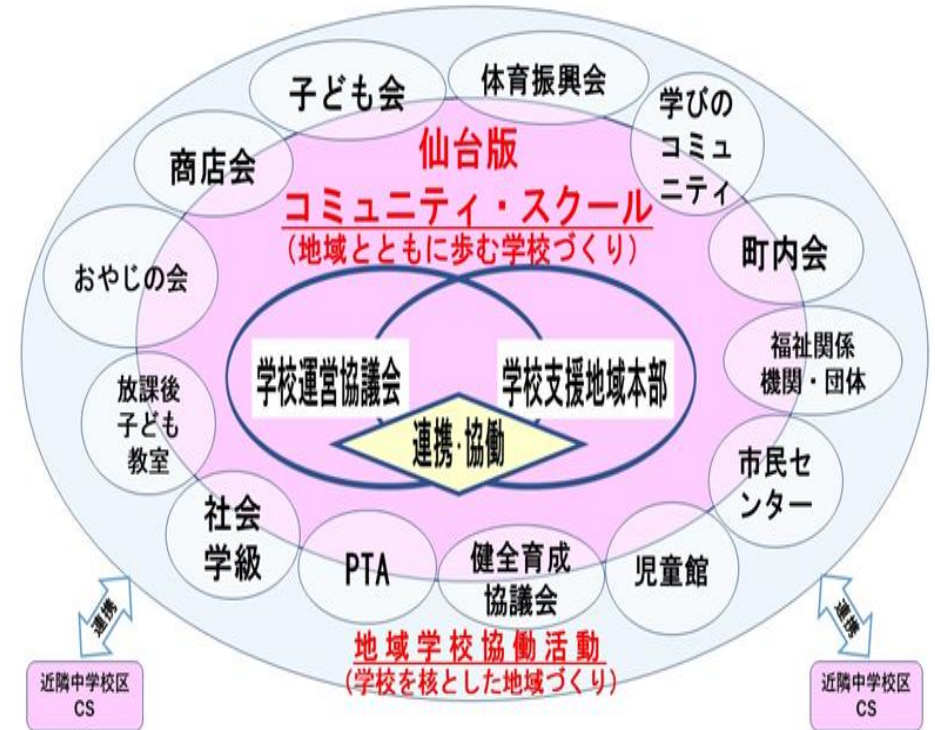 子ども会
体育振興会
学びの
コミュ
ニティ
商店会
仙台版
コミュニティ・スクール
(地域とともに歩む学校づくり)
町内会
おやじの会
学校運営協議会
学校支援地域本部
福祉関係
機関・団体
放課後
子ども
教室
連携・協働
市民セ
ンター
社会
学級
PTA
健全育成
協議会
児童館
地域学校協働活動
(学校を核とした地域づくり)
連携
連携
近隣中学校区
CS
近隣中学校区
CS